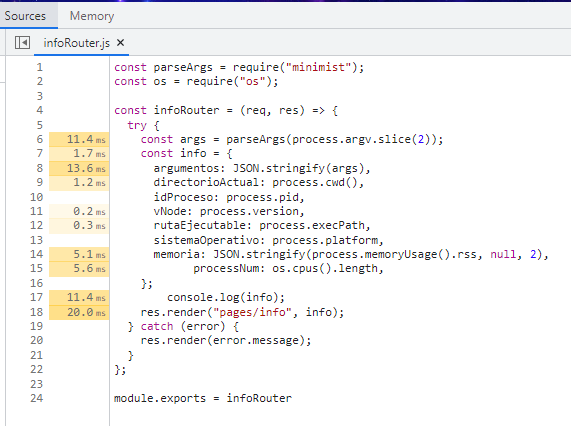 Sources Memory
infoRouter.js ×
1 const parseArgs = require("minimist");
2 const os = require("os");
3
4 const infoRouter = (req, res) => {
5 try {
6 11.4 ms const args = parseArgs(process.argv.slice(2));
7 1.7 ms const info = {
8 13.6 ms argumentos: JSON.stringify(args),
9 1.2 ms directorioActual: process.cwd(),
10 idProceso: process.pid,
11 0.2 ms vNode: process.version,
12 0.3 ms rutaEjecutable: process.execPath,
13 sistemaOperativo: process.platform,
14 5.1 ms memoria: JSON.stringify(process.memoryUsage().rss, null, 2),
15 5.6 ms processNum: os.cpus().length,
16 };
17 11.4 ms console.log(info);
18 20.0 ms res.render("pages/info", info);
19 } catch (error) {
20 res.render(error.message);
21 }
22 };
23
24 module.exports = infoRouter